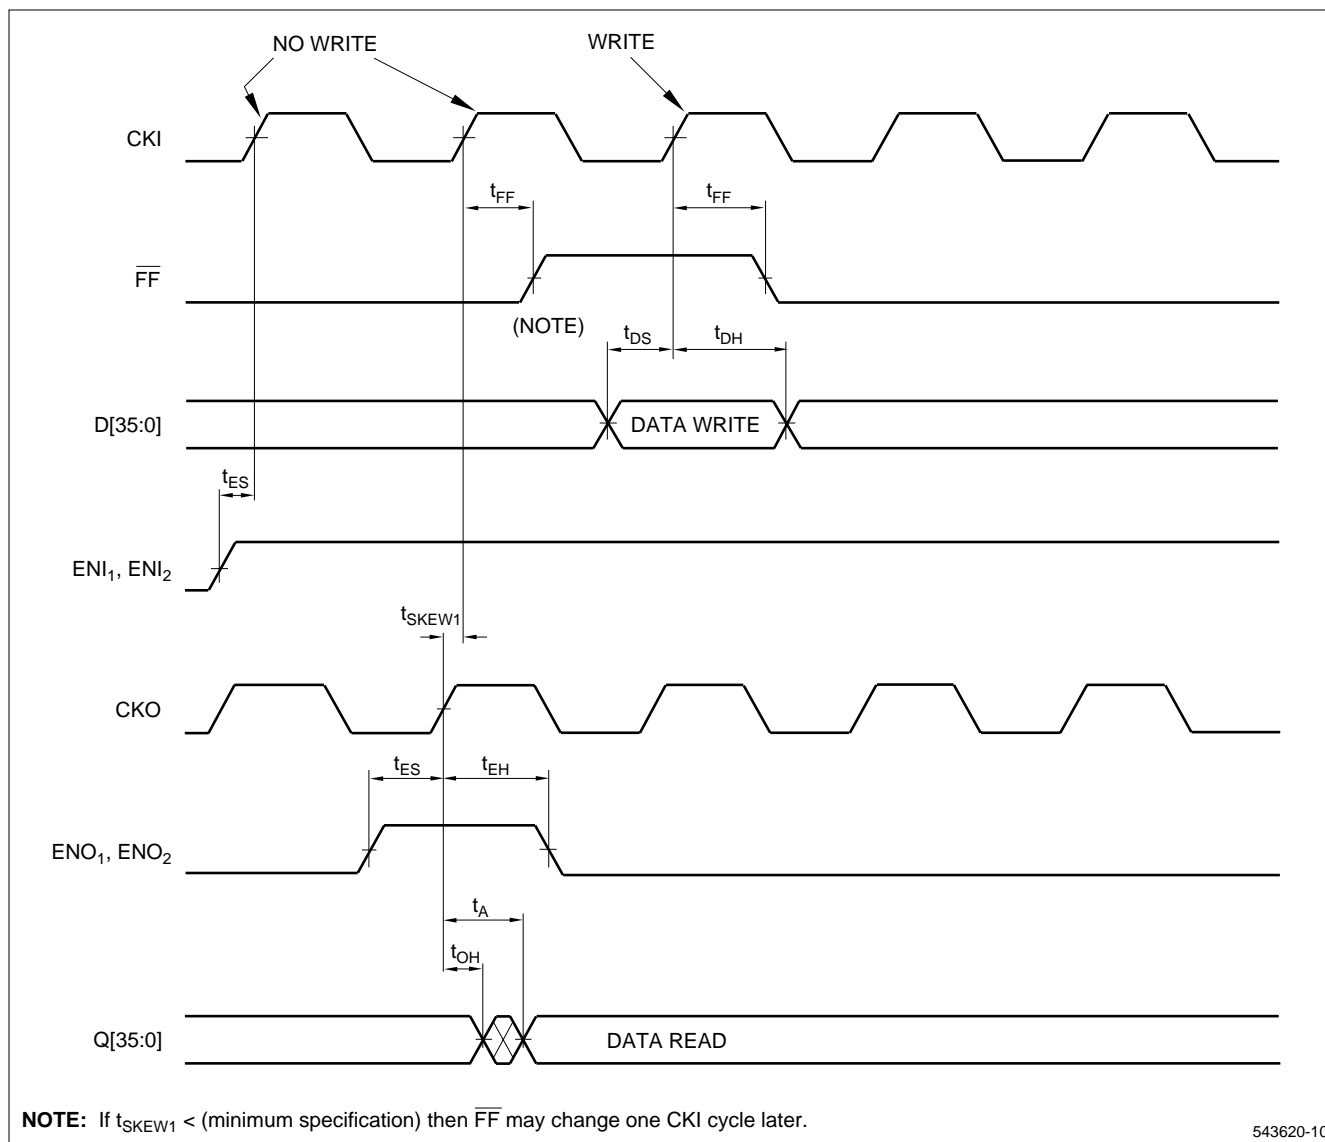 NO WRITE
WRITE
CKI
tFF
tFF
F̅F̅
(NOTE)
tDS
tDH
D[35:0]
DATA WRITE
tES
ENI1, ENI2
tSKEW1
CKO
tES
tEH
ENO1, ENO2
tA
tOH
Q[35:0]
DATA READ
NOTE: If tSKEW1 < (minimum specification) then F̅F̅ may change one CKI cycle later.
543620-10